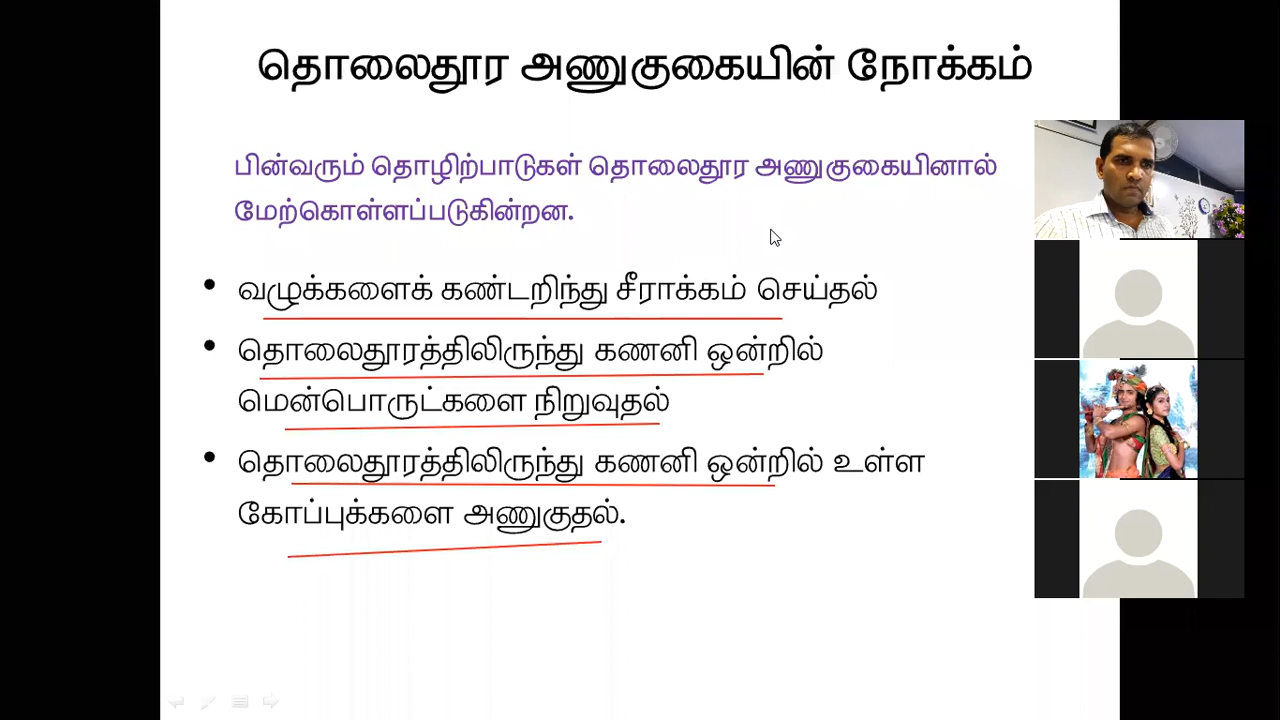 தொலைதூர அணுகுகையின் நோக்கம்
பின்வரும் தொழிற்பாடுகள் தொலைதூர அணுகுகையினால்
மேற்கொள்ளப்படுகின்றன.
• வழுக்களைக் கண்டறிந்து சீராக்கம் செய்தல்
• தொலைதூரத்திலிருந்து கணனி ஒன்றில்
மென்பொருட்களை நிறுவுதல்
• தொலைதூரத்திலிருந்து கணனி ஒன்றில் உள்ள
கோப்புக்களை அணுகுதல்.